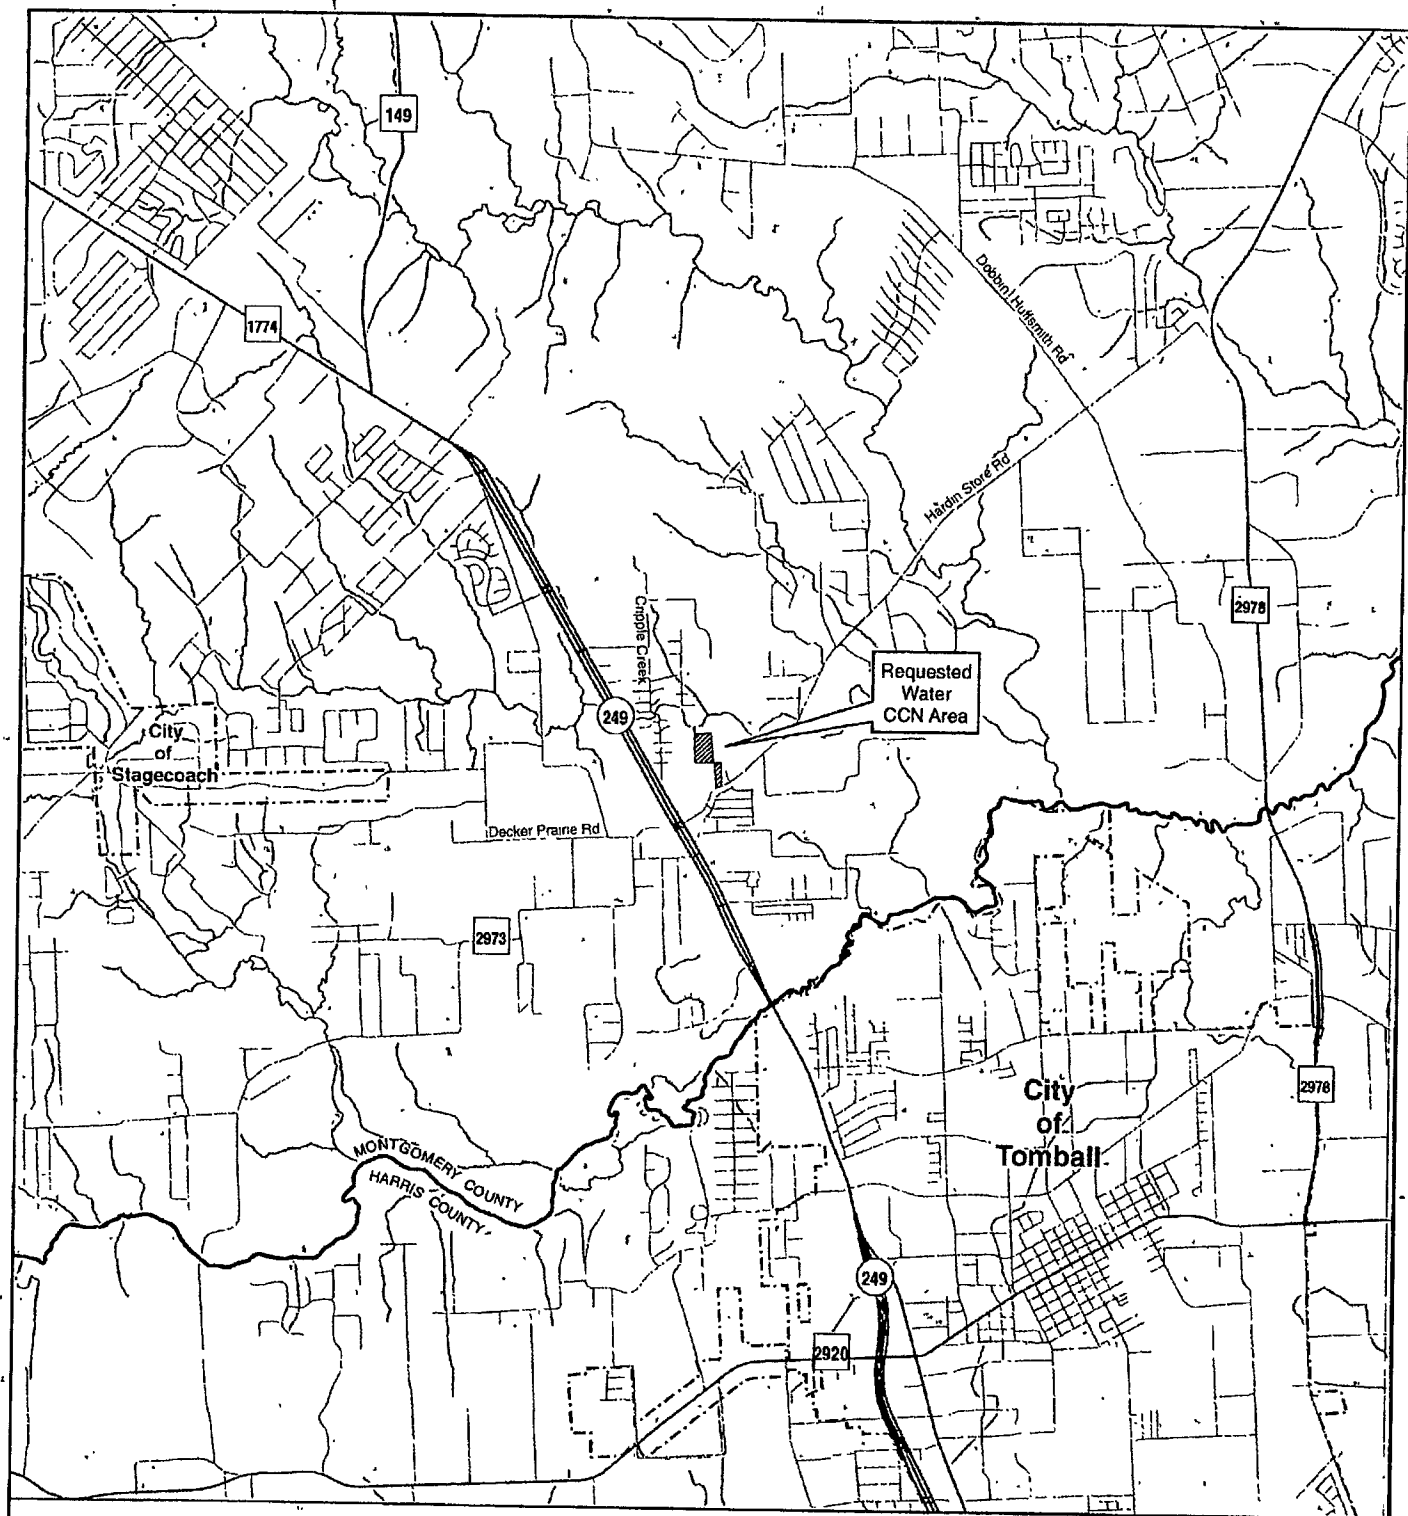 149
Dobbin Huffsmith Rd
1774
Hardin Store Rd
2978
Cripple Creek
Requested
Water
CCN Area
249
City
of
Stagecoach
Decker Prairie Rd
2973
City
of
Tomball
2978
MONTGOMERY COUNTY
HARRIS COUNTY
249
2920